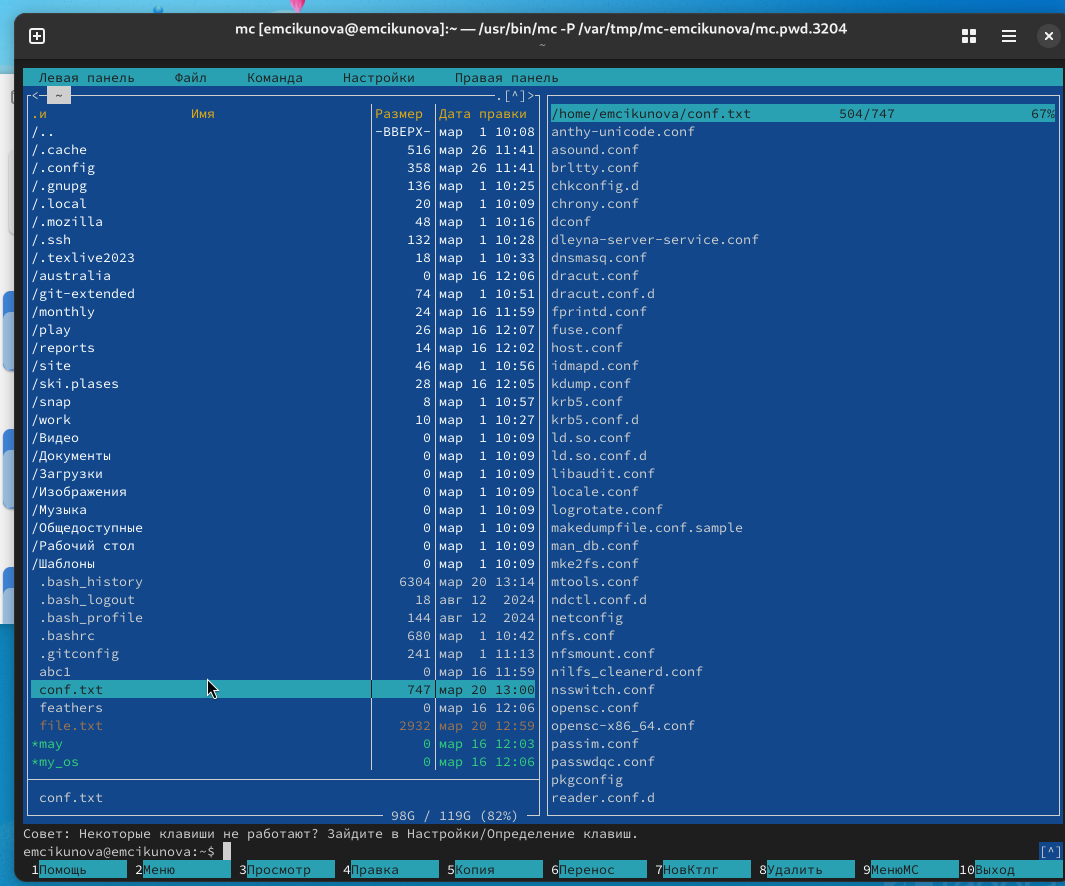 mc [emcikunova@emcikunova]:~ — /usr/bin/mc -P /var/tmp/mc-emcikunova/mc.pwd.3204
~
Левая панель Файл Команда Настройки Правая панель
<─ ~ .[^]>
.и Имя Размер Дата правки
/.. -ВВЕРХ- мар 1 10:08
/.cache 516 мар 26 11:41
/.config 358 мар 26 11:41
/.gnupg 136 мар 1 10:25
/.local 20 мар 1 10:09
/.mozilla 48 мар 1 10:16
/.ssh 132 мар 1 10:28
/.texlive2023 18 мар 1 10:33
/australia 0 мар 16 12:06
/git-extended 74 мар 1 10:51
/monthly 24 мар 16 11:59
/play 26 мар 16 12:07
/reports 14 мар 16 12:02
/site 46 мар 1 10:56
/ski.plases 28 мар 16 12:05
/snap 8 мар 1 10:57
/work 10 мар 1 10:27
/Видео 0 мар 1 10:09
/Документы 0 мар 1 10:09
/Загрузки 0 мар 1 10:09
/Изображения 0 мар 1 10:09
/Музыка 0 мар 1 10:09
/Общедоступные 0 мар 1 10:09
/Рабочий стол 0 мар 1 10:09
/Шаблоны 0 мар 1 10:09
.bash_history 6304 мар 20 13:14
.bash_logout 18 авг 12 2024
.bash_profile 144 авг 12 2024
.bashrc 680 мар 1 10:42
.gitconfig 241 мар 1 11:13
abc1 0 мар 16 11:59
conf.txt 747 мар 20 13:00
feathers 0 мар 16 12:06
file.txt 2932 мар 20 12:59
*may 0 мар 16 12:03
*my_os 0 мар 16 12:06
conf.txt
98G / 119G (82%)
/home/emcikunova/conf.txt 504/747 67%
anthy-unicode.conf
asound.conf
brltty.conf
chkconfig.d
chrony.conf
dconf
dleyna-server-service.conf
dnsmasq.conf
dracut.conf
dracut.conf.d
fprintd.conf
fuse.conf
host.conf
idmapd.conf
kdump.conf
krb5.conf
krb5.conf.d
ld.so.conf
ld.so.conf.d
libaudit.conf
locale.conf
logrotate.conf
makedumpfile.conf.sample
man_db.conf
mke2fs.conf
mtools.conf
ndctl.conf.d
netconfig
nfs.conf
nfsmount.conf
nilfs_cleanerd.conf
nsswitch.conf
opensc.conf
opensc-x86_64.conf
passim.conf
passwdqc.conf
pkgconfig
reader.conf.d
Совет: Некоторые клавиши не работают? Зайдите в Настройки/Определение клавиш.
emcikunova@emcikunova:~$ [^]
1Помощь 2Меню 3Просмотр 4Правка 5Копия 6Перенос 7НовКтлг 8Удалить 9МенюMC 10Выход